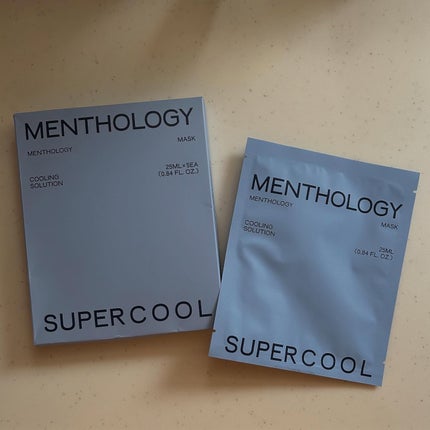 MENTHOLOGY
MENTHOLOGY
MASK
COOLING
SOLUTION
25ML×5EA
(0.84 FL. OZ.)
SUPERCOOL
MENTHOLOGY
MENTHOLOGY
MASK
COOLING
SOLUTION
25ML
(0.84 FL. OZ.)
SUPERCOOL